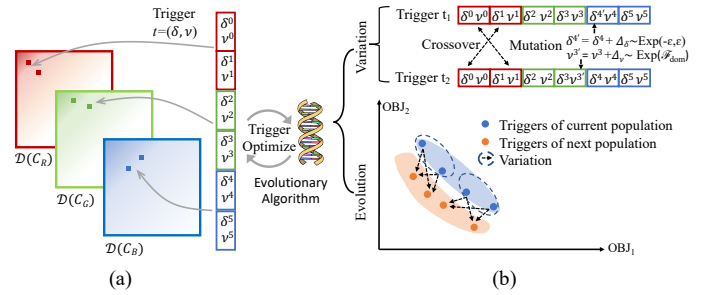 Trigger
t=(δ, ν)
𝒟(C_R)
𝒟(C_G)
𝒟(C_B)
δ⁰
ν⁰
δ¹
ν¹
δ²
ν²
δ³
ν³
δ⁴
ν⁴
δ⁵
ν⁵
Trigger
Optimize
Evolutionary
Algorithm
(a)
Variation
Trigger t₁
δ⁰ ν⁰ δ¹ ν¹ δ² ν² δ³ ν³ δ⁴′ ν⁴ δ⁵ ν⁵
Crossover
Mutation
δ⁴′ = δ⁴ + Δ_δ~Exp(-ε,ε)
ν³′ = ν³ + Δ_ν~ Exp(ℱ_dom)
Trigger t₂
δ⁰ ν⁰ δ¹ ν¹ δ² ν² δ³ ν³′ δ⁴ ν⁴ δ⁵ ν⁵
Evolution
OBJ₂
Triggers of current population
Triggers of next population
Variation
OBJ₁
(b)